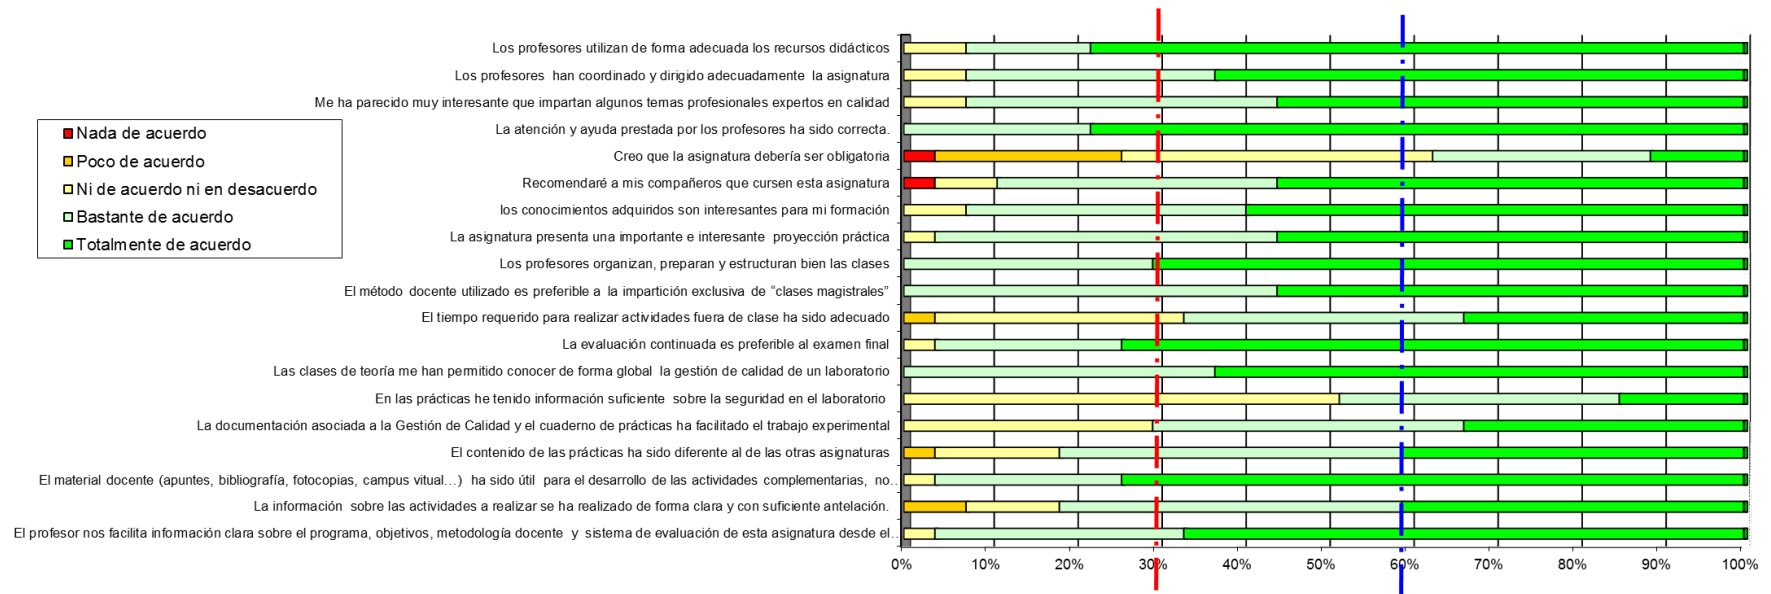 Los profesores utilizan de forma adecuada los recursos didácticos
Los profesores han coordinado y dirigido adecuadamente la asignatura
Me ha parecido muy interesante que impartan algunos temas profesionales expertos en calidad
La atención y ayuda prestada por los profesores ha sido correcta.
Creo que la asignatura debería ser obligatoria
Recomendaré a mis compañeros que cursen esta asignatura
los conocimientos adquiridos son interesantes para mi formación
La asignatura presenta una importante e interesante proyección práctica
Los profesores organizan, preparan y estructuran bien las clases
El método docente utilizado es preferible a la impartición exclusiva de “clases magistrales”
El tiempo requerido para realizar actividades fuera de clase ha sido adecuado
La evaluación continuada es preferible al examen final
Las clases de teoría me han permitido conocer de forma global la gestión de calidad de un laboratorio
En las prácticas he tenido información suficiente sobre la seguridad en el laboratorio
La documentación asociada a la Gestión de Calidad y el cuaderno de prácticas ha facilitado el trabajo experimental
El contenido de las prácticas ha sido diferente al de las otras asignaturas
El material docente (apuntes, bibliografía, fotocopias, campus vitual...) ha sido útil para el desarrollo de las actividades complementarias, no...
La información sobre las actividades a realizar se ha realizado de forma clara y con suficiente antelación.
El profesor nos facilita información clara sobre el programa, objetivos, metodología docente y sistema de evaluación de esta asignatura desde el...
Nada de acuerdo
Poco de acuerdo
Ni de acuerdo ni en desacuerdo
Bastante de acuerdo
Totalmente de acuerdo
0% 10% 20% 30% 40% 50% 60% 70% 80% 90% 100%